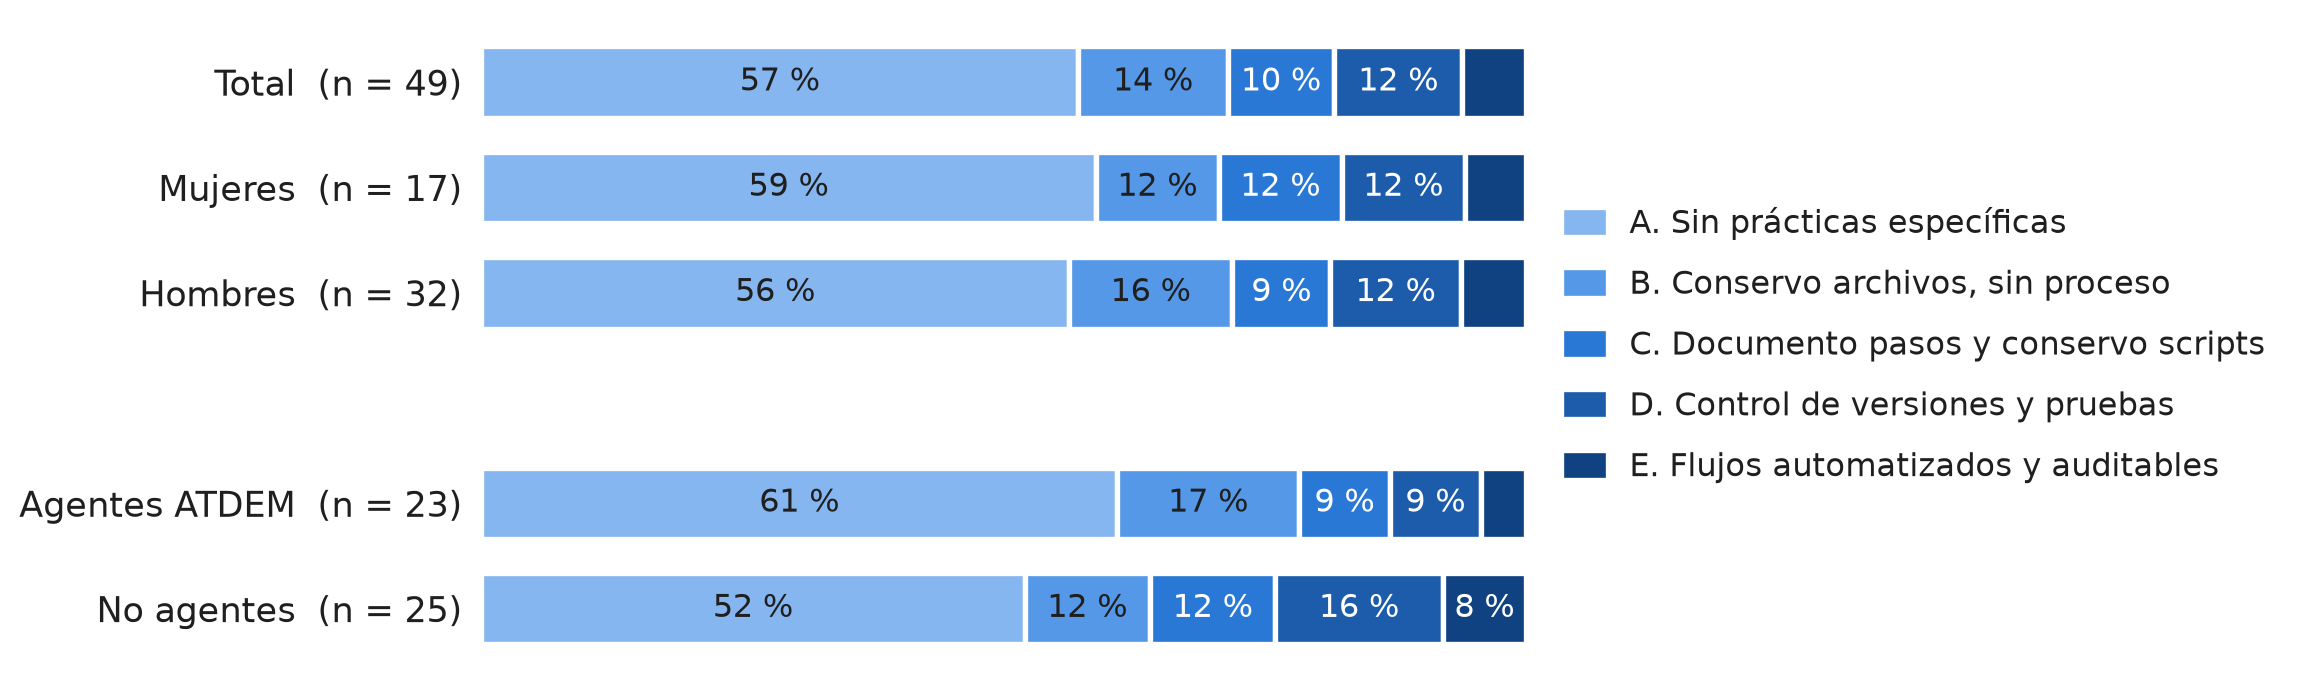 Total (n = 49) 57 % 14 % 10 % 12 %
Mujeres (n = 17) 59 % 12 % 12 % 12 %
Hombres (n = 32) 56 % 16 % 9 % 12 %
Agentes ATDEM (n = 23) 61 % 17 % 9 % 9 %
No agentes (n = 25) 52 % 12 % 12 % 16 % 8 %
A. Sin prácticas específicas
B. Conservo archivos, sin proceso
C. Documento pasos y conservo scripts
D. Control de versiones y pruebas
E. Flujos automatizados y auditables